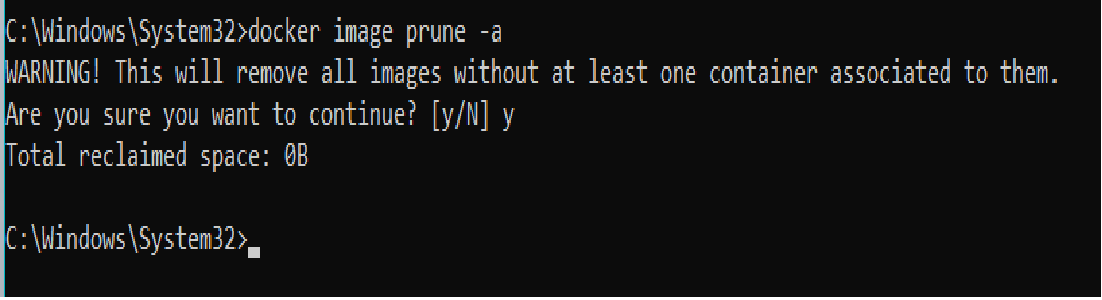 C:\Windows\System32>docker image prune -a
WARNING! This will remove all images without at least one container associated to them.
Are you sure you want to continue? [y/N] y
Total reclaimed space: 0B
C:\Windows\System32>